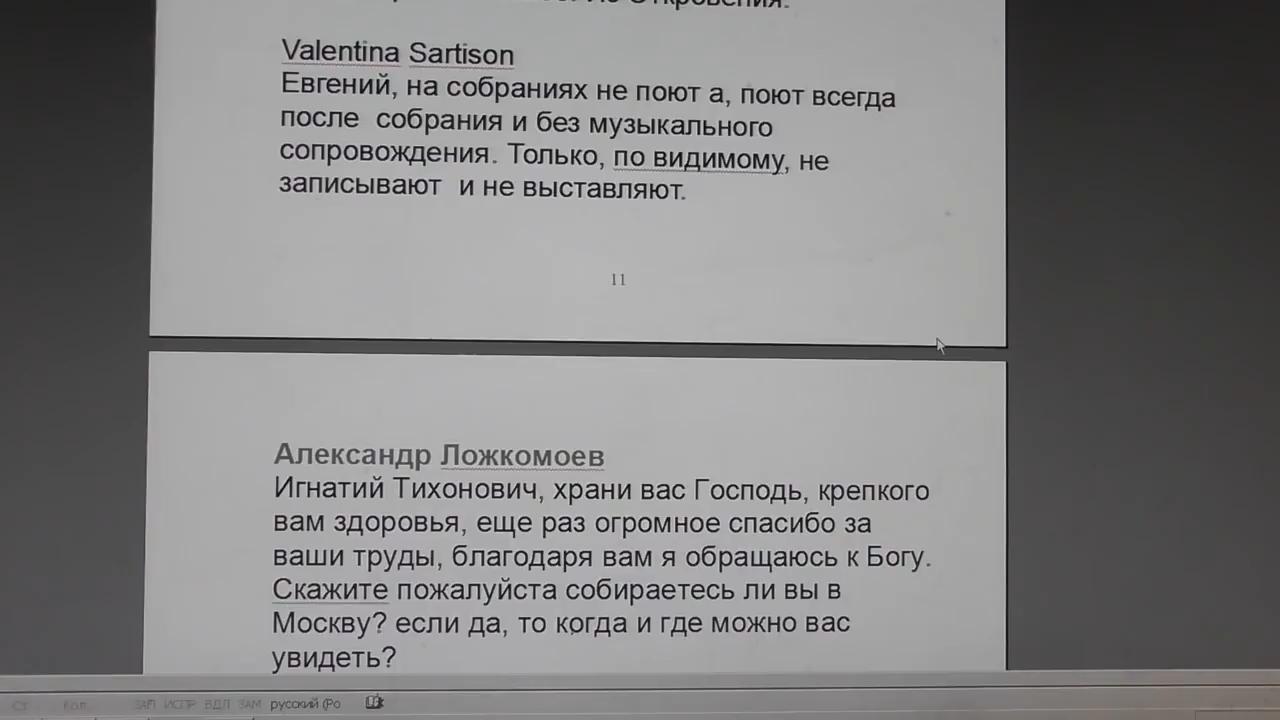 Откровения.
Valentina Sartison
Евгений, на собраниях не поют а, поют всегда
после  собрания и без музыкального
сопровождения. Только, по видимому, не
записывают  и не выставляют.
11
Александр Ложкомоев
Игнатий Тихонович, храни вас Господь, крепкого
вам здоровья, еще раз огромное спасибо за
ваши труды, благодаря вам я обращаюсь к Богу.
Скажите пожалуйста собираетесь ли вы в
Москву? если да, то когда и где можно вас
увидеть?
Ст Кол ЗАП ИСПР ВДЛ ЗАМ русский (Ро